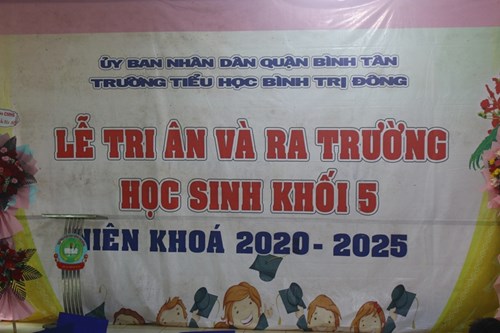 ỦY BAN NHÂN DÂN QUẬN BÌNH TÂN
TRƯỜNG TIỂU HỌC BÌNH TRỊ ĐÔNG
LỄ TRI ÂN VÀ RA TRƯỜNG
HỌC SINH KHỐI 5
NIÊN KHOÁ 2020 - 2025